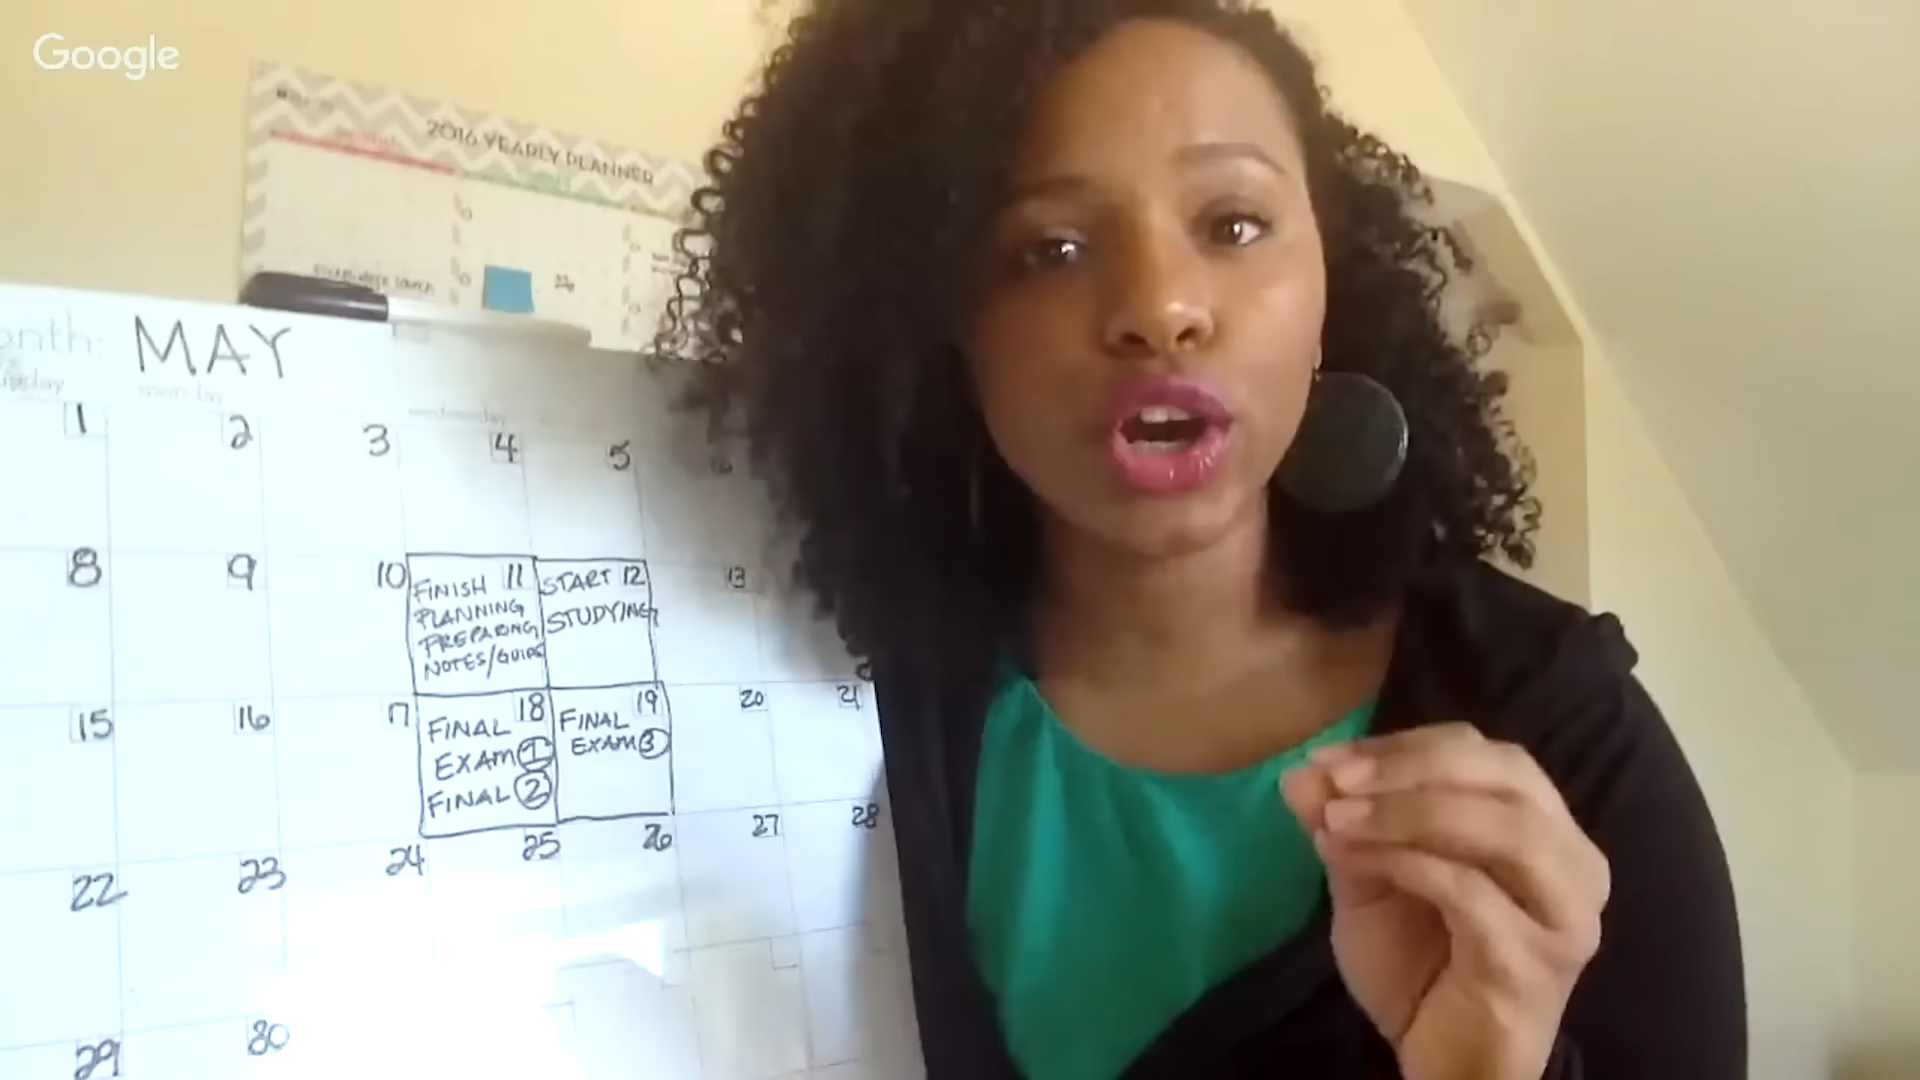 Google
2016 YEARLY PLANNER
MAY
monday
wednesday
1 2 3 4 5
8 9 10 11 12 13
FINISH
PLANNING
PREPARING
NOTES/GUIDE
START
STUDYING
15 16 17 18 19 20 21
FINAL
EXAM 1
FINAL 2
FINAL
EXAM 3
22 23 24 25 26 27 28
29 30